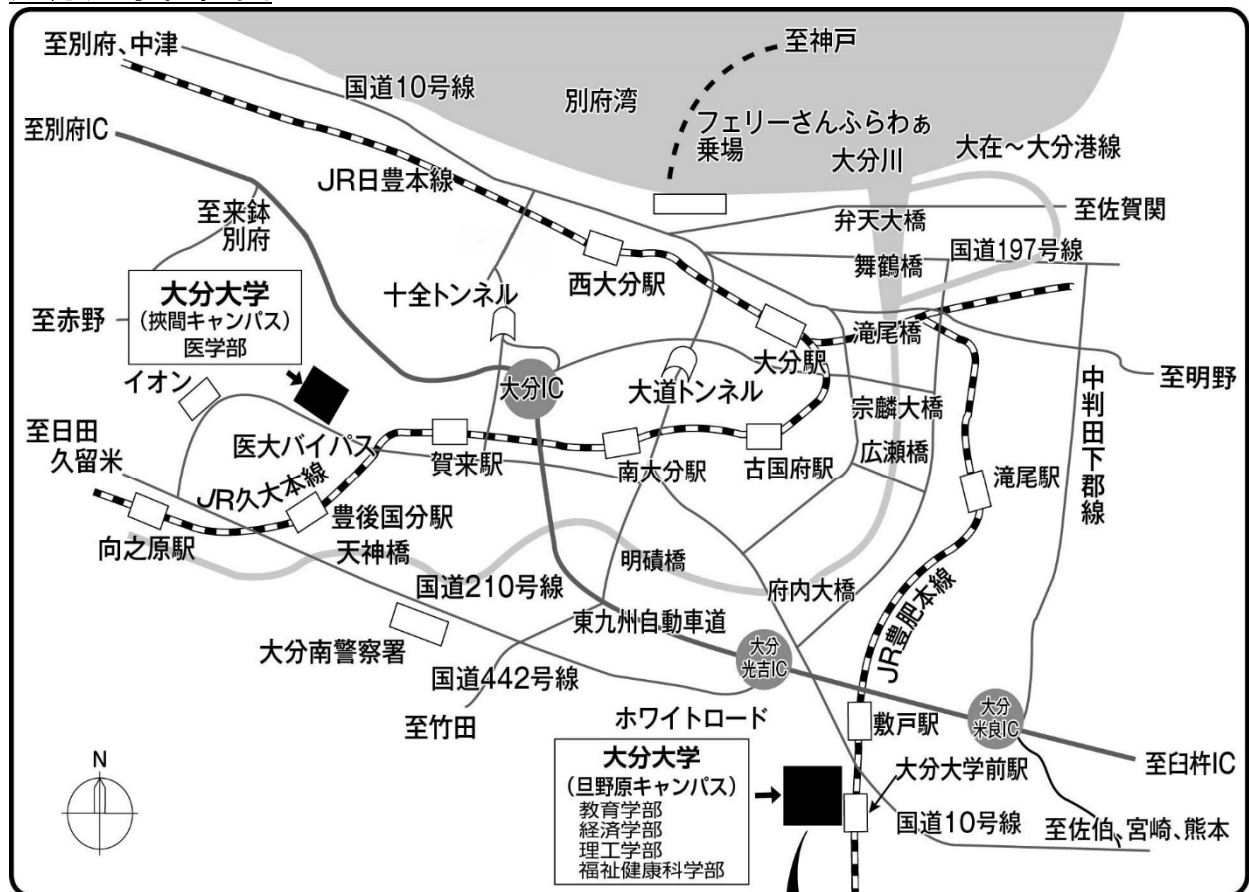 至別府、中津
国道10号線
至神戸
別府湾
フェリーさんふらわぁ
乗場
大分川
大在～大分港線
至別府IC
JR日豊本線
至来鉢
別府
弁天大橋
至佐賀関
舞鶴橋
国道197号線
大分大学
(挾間キャンパス)
医学部
十全トンネル
西大分駅
至赤野
大分駅
滝尾橋
イオン
大分IC
大道トンネル
至明野
宗麟大橋
中判田下郡線
至日田
久留米
医大バイパス
賀来駅
南大分駅
古国府駅
広瀬橋
滝尾駅
JR久大本線
豊後国分駅
向之原駅
天神橋
明磧橋
府内大橋
国道210号線
JR豊肥本線
東九州自動車道
大分南警察署
大分
光吉IC
国道442号線
至竹田
ホワイトロード
敷戸駅
大分
米良IC
大分大学
(旦野原キャンパス)
教育学部
経済学部
理工学部
福祉健康科学部
大分大学前駅
至臼杵IC
国道10号線
至佐伯、宮崎、熊本
N